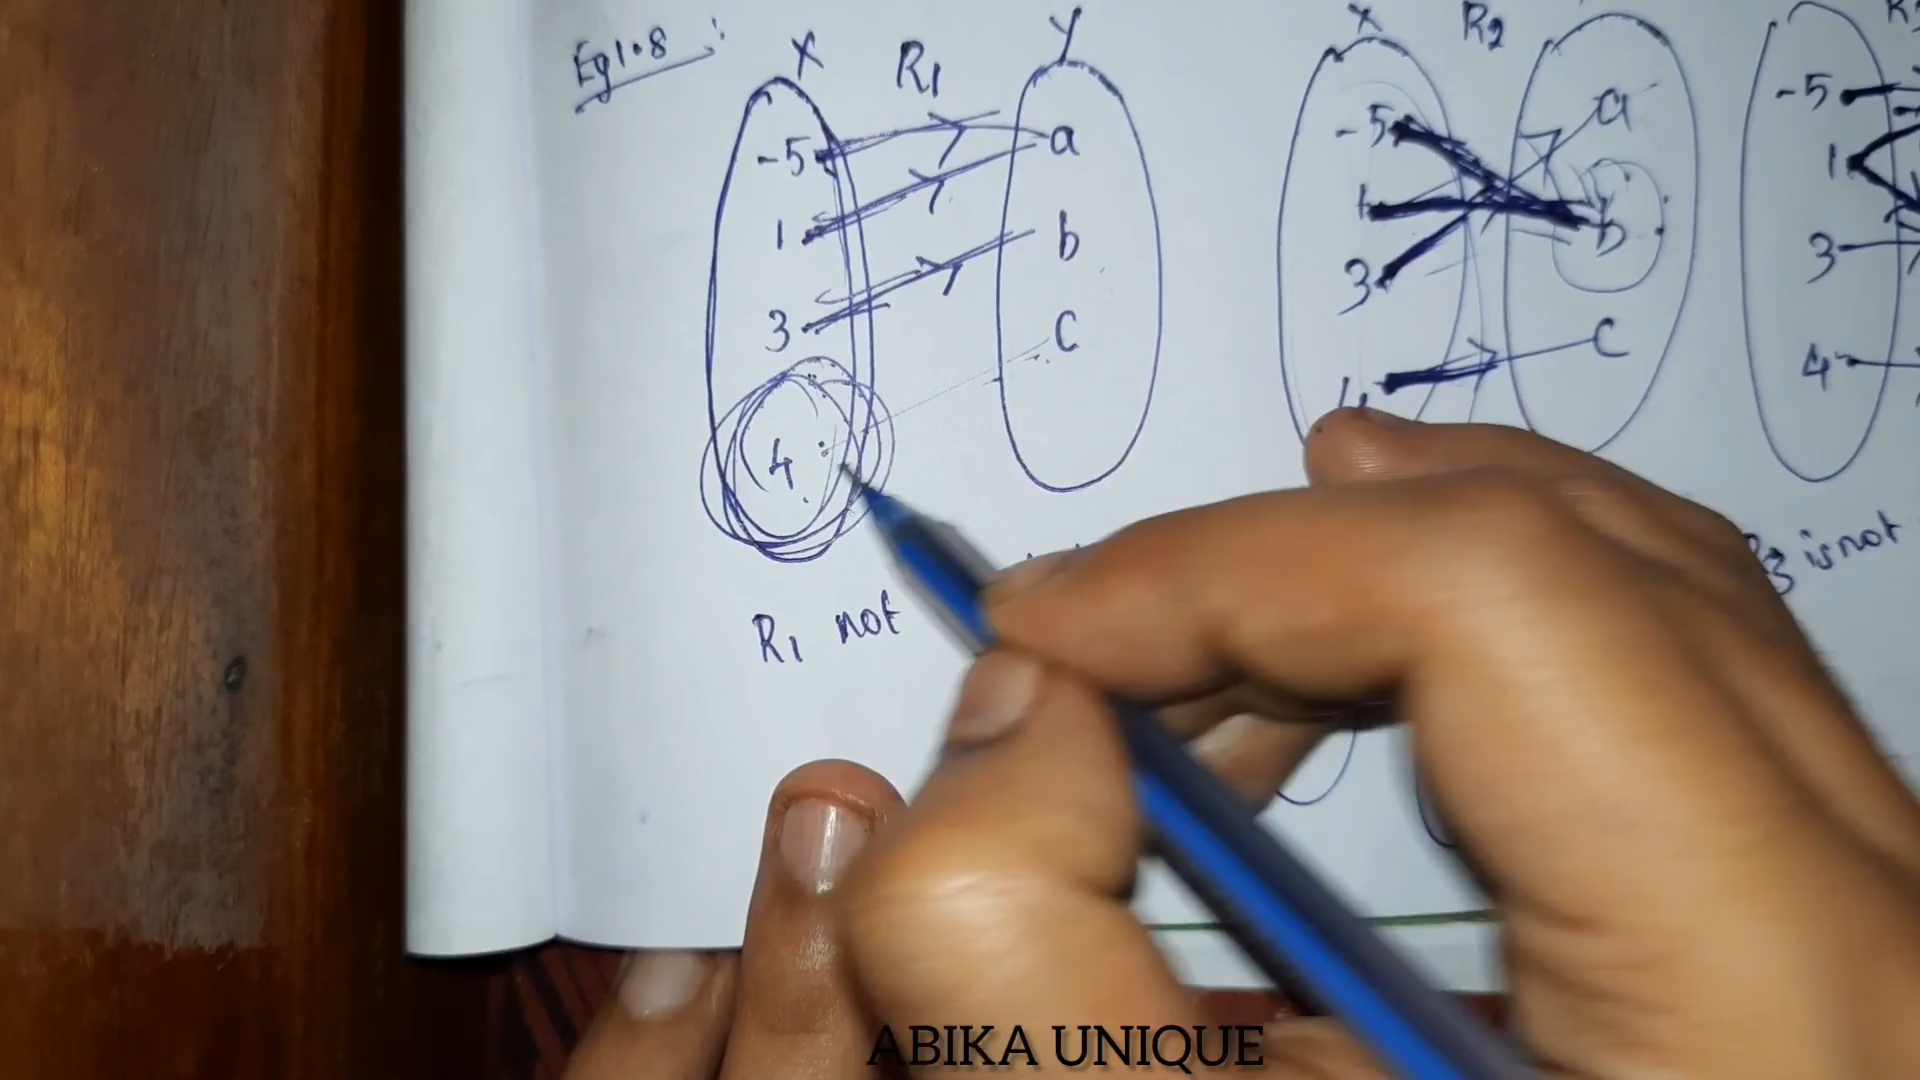 Eg 1.8 :
X R1 Y
-5 a
1 b
3 c
4
R1 not
X R2
-5 a
1 b
3 c
4
-5
1
3
4
R3 is not
ABIKA UNIQUE